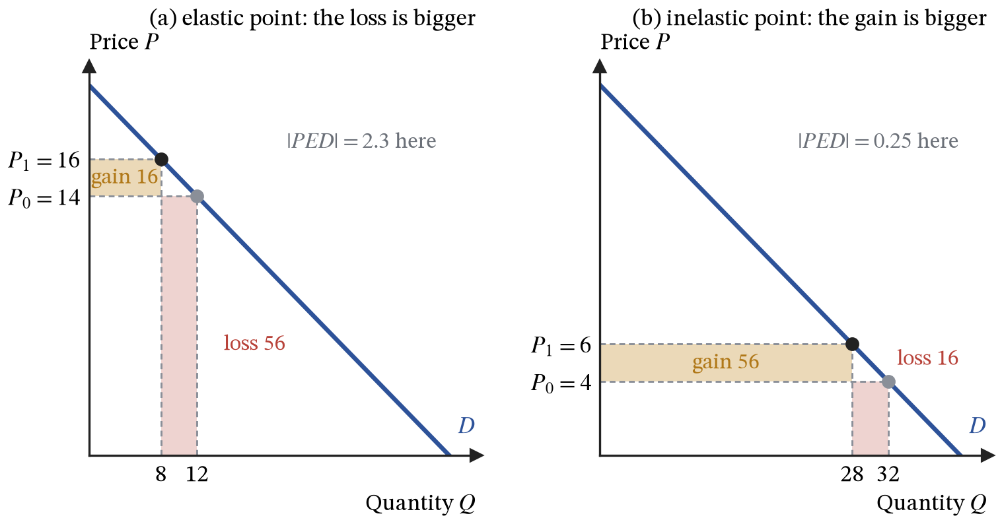 (a) elastic point: the loss is bigger
Price P
|PED| = 2.3 here
P₁ = 16
gain 16
P₀ = 14
loss 56
D
8 12
Quantity Q
(b) inelastic point: the gain is bigger
Price P
|PED| = 0.25 here
P₁ = 6
loss 16
gain 56
P₀ = 4
D
28 32
Quantity Q